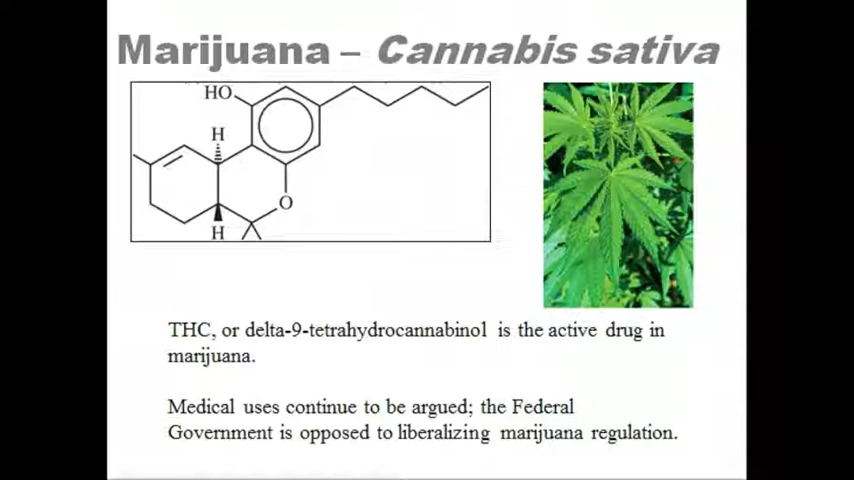 Marijuana – Cannabis sativa
HO
H
O
H
THC, or delta-9-tetrahydrocannabinol is the active drug in
marijuana.
Medical uses continue to be argued; the Federal
Government is opposed to liberalizing marijuana regulation.